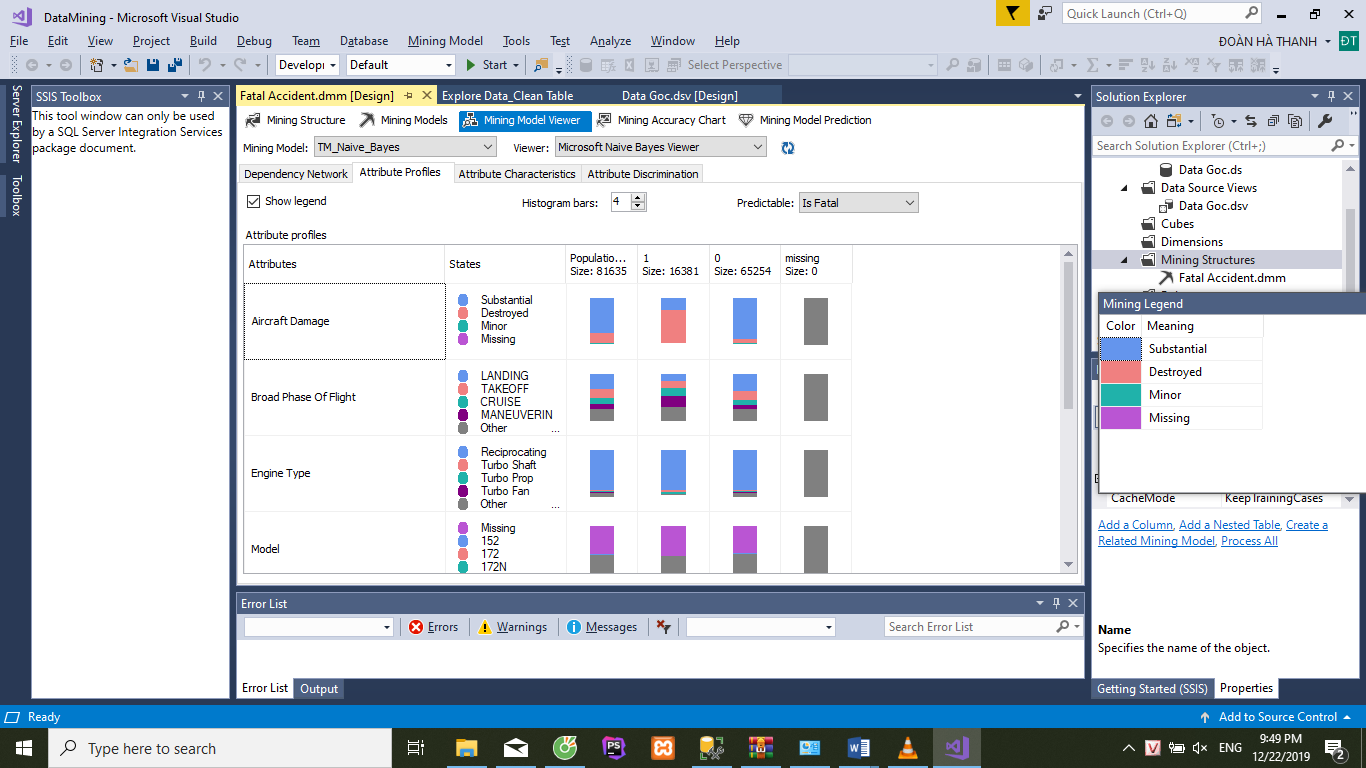 DataMining - Microsoft Visual Studio
Quick Launch (Ctrl+Q)
File Edit View Project Build Debug Team Database Mining Model Tools Test Analyze Window Help
ĐOÀN HÀ THANH ĐT
Develop Default Start Select Perspective
Server Explorer
Toolbox
SSIS Toolbox
This tool window can only be used
by a SQL Server Integration Services
package document.
Fatal Accident.dmm [Design] Explore Data_Clean Table Data Goc.dsv [Design]
Mining Structure Mining Models Mining Model Viewer Mining Accuracy Chart Mining Model Prediction
Mining Model: TM_Naive_Bayes Viewer: Microsoft Naive Bayes Viewer
Dependency Network Attribute Profiles Attribute Characteristics Attribute Discrimination
Show legend Histogram bars: 4 Predictable: Is Fatal
Attribute profiles
Attributes States Populatio... Size: 81635 1 Size: 16381 0 Size: 65254 missing Size: 0
Aircraft Damage
Substantial
Destroyed
Minor
Missing
Broad Phase Of Flight
LANDING
TAKEOFF
CRUISE
MANEUVERIN
Other ...
Engine Type
Reciprocating
Turbo Shaft
Turbo Prop
Turbo Fan
Other ...
Model
Missing
152
172
172N
Error List
Errors Warnings Messages Search Error List
Error List Output
Solution Explorer
Search Solution Explorer (Ctrl+;)
Data Goc.ds
Data Source Views
Data Goc.dsv
Cubes
Dimensions
Mining Structures
Fatal Accident.dmm
Mining Legend
Color Meaning
Substantial
Destroyed
Minor
Missing
CacheMode KeepTrainingCases
Add a Column, Add a Nested Table, Create a
Related Mining Model, Process All
Name
Specifies the name of the object.
Getting Started (SSIS) Properties
Ready Add to Source Control
Type here to search
PS
W
V
ENG
9:49 PM
12/22/2019
2